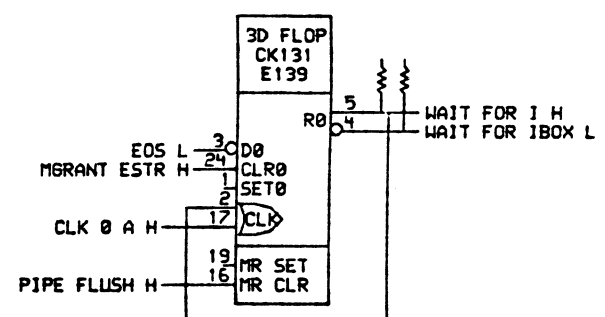 3D FLOP
CK131
E139
5 WAIT FOR I H
R0
4 WAIT FOR IBOX L
EOS L 3 D0
MGRANT ESTR H 24 CLR0
1 SET0
2
CLK 0 A H 17 CLK
19 MR SET
PIPE FLUSH H 16 MR CLR